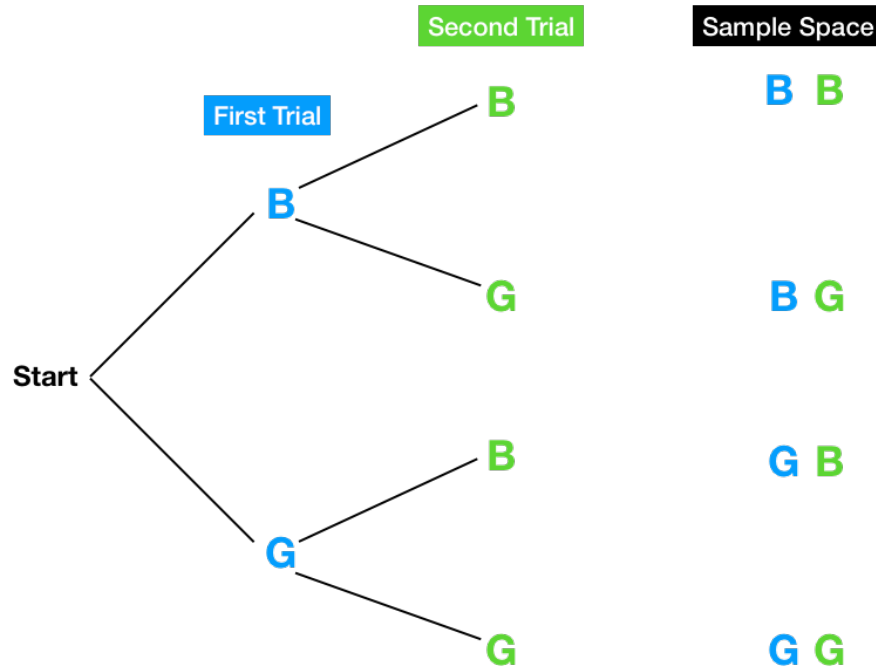 Second Trial Sample Space
B B B
First Trial
B
G B G
Start
B G B
G
G G G